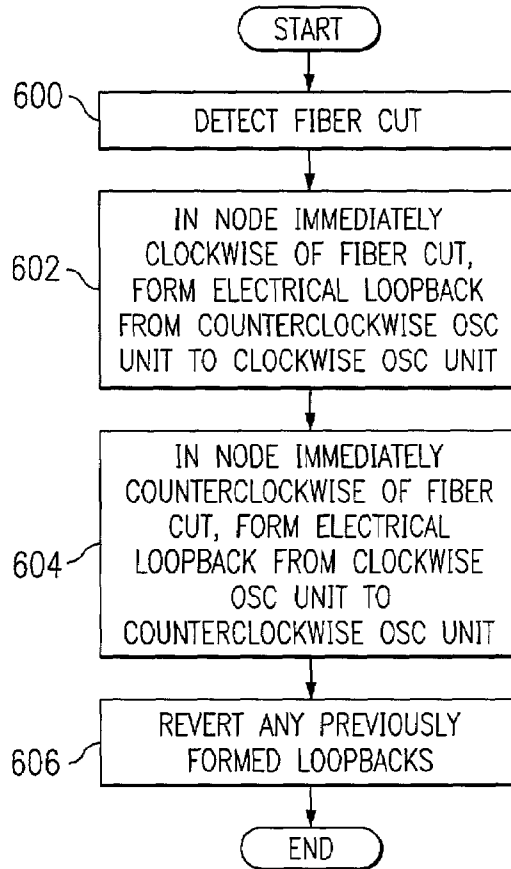 START
600
DETECT FIBER CUT
602
IN NODE IMMEDIATELY
CLOCKWISE OF FIBER CUT,
FORM ELECTRICAL LOOPBACK
FROM COUNTERCLOCKWISE OSC
UNIT TO CLOCKWISE OSC UNIT
604
IN NODE IMMEDIATELY
COUNTERCLOCKWISE OF FIBER
CUT, FORM ELECTRICAL
LOOPBACK FROM CLOCKWISE
OSC UNIT TO
COUNTERCLOCKWISE OSC UNIT
606
REVERT ANY PREVIOUSLY
FORMED LOOPBACKS
END